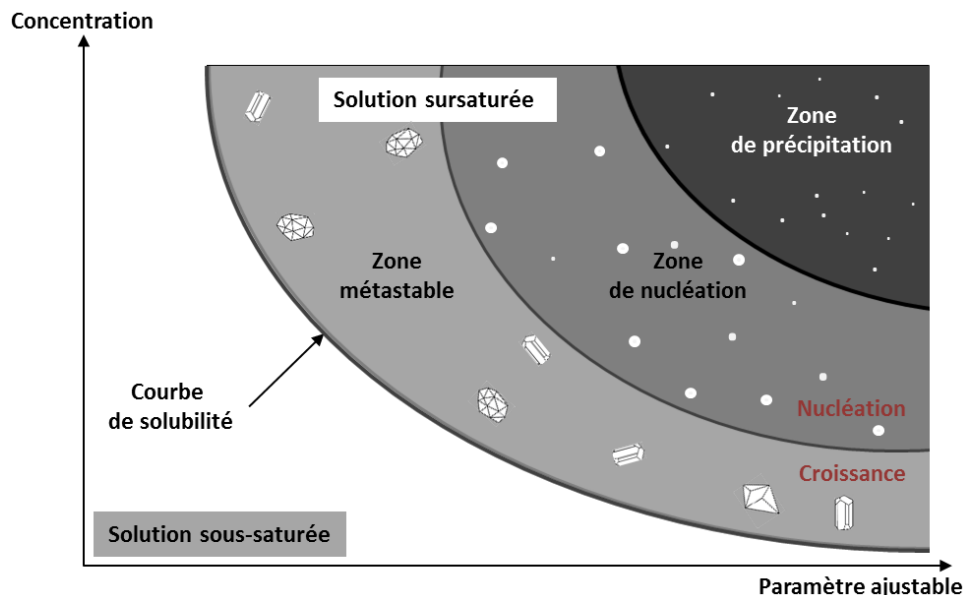 Concentration
Solution sursaturée
Zone
de précipitation
Zone
métastable
Zone
de nucléation
Courbe
de solubilité
Nucléation
Croissance
Solution sous-saturée
Paramètre ajustable